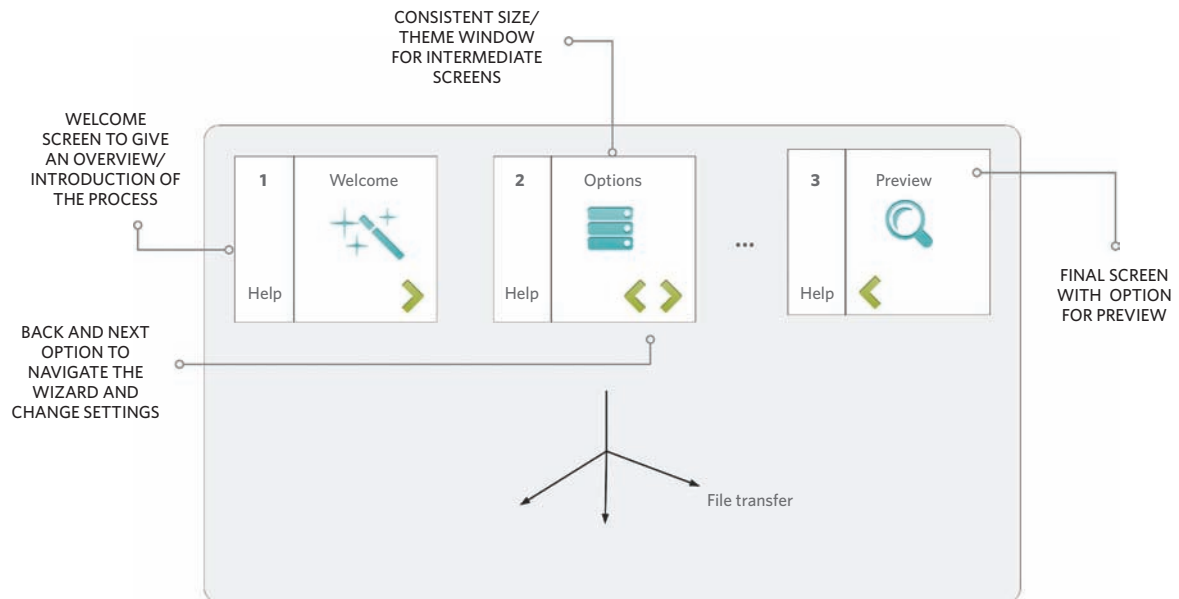 CONSISTENT SIZE/
THEME WINDOW
FOR INTERMEDIATE
SCREENS
WELCOME
SCREEN TO GIVE
AN OVERVIEW/
INTRODUCTION OF
THE PROCESS
1
Welcome
Help
2
Options
Help
...
3
Preview
Help
FINAL SCREEN
WITH OPTION
FOR PREVIEW
BACK AND NEXT
OPTION TO
NAVIGATE THE
WIZARD AND
CHANGE SETTINGS
File transfer